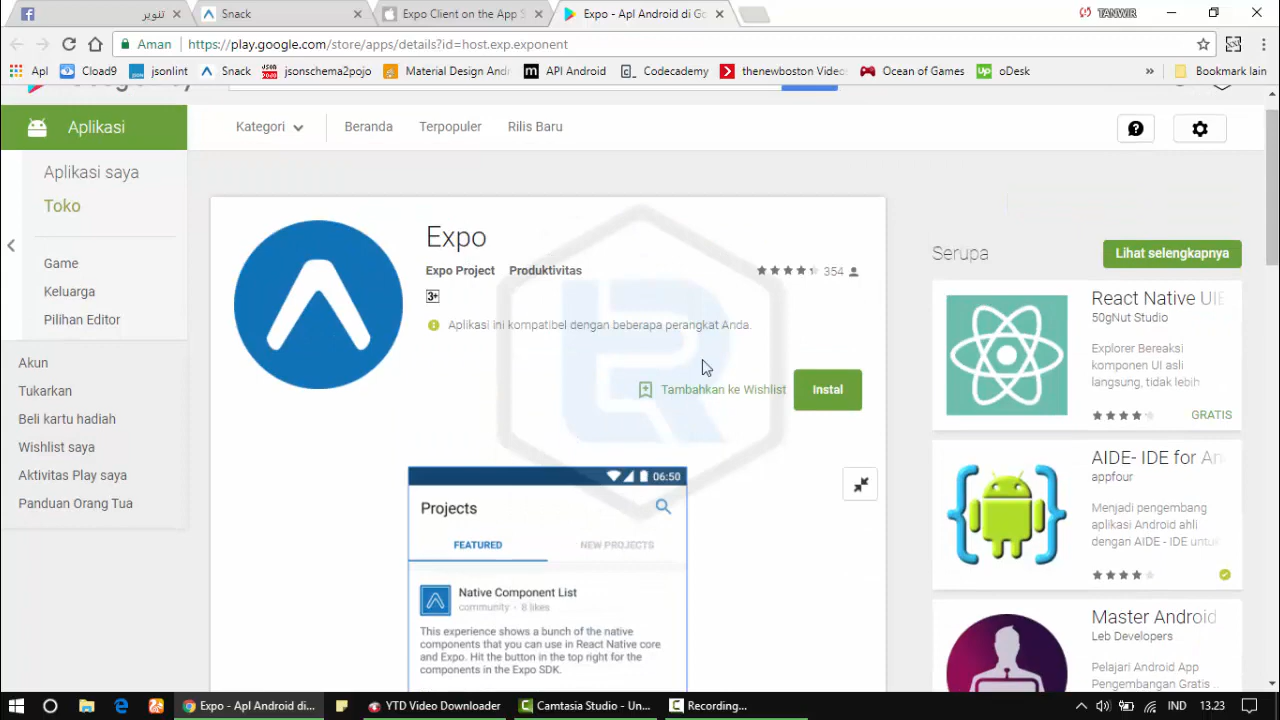 تنوير
Snack
Expo Client on the App S
Expo - Apl Android di Go
TANWIR
Aman
https://play.google.com/store/apps/details?id=host.exp.exponent
Apl
Cload9
jsonlint
Snack
jsonschema2pojo
Material Design Andr
API Android
Codecademy
thenewboston Videos
Ocean of Games
oDesk
»
Bookmark lain
Aplikasi
Kategori
Beranda
Terpopuler
Rilis Baru
Aplikasi saya
Toko
Game
Keluarga
Pilihan Editor
Akun
Tukarkan
Beli kartu hadiah
Wishlist saya
Aktivitas Play saya
Panduan Orang Tua
Expo
Expo Project
Produktivitas
354
3+
Aplikasi ini kompatibel dengan beberapa perangkat Anda.
Tambahkan ke Wishlist
Instal
06:50
Projects
FEATURED
NEW PROJECTS
Native Component List
community · 8 likes
This experience shows a bunch of the native
components that you can use in React Native core
and Expo. Hit the button in the top right for the
components in the Expo SDK.
Serupa
Lihat selengkapnya
React Native UIE
50gNut Studio
Explorer Bereaksi
komponen UI asli
langsung, tidak lebih
GRATIS
AIDE- IDE for An
appfour
Menjadi pengembang
aplikasi Android ahli
dengan AIDE - IDE untuk
Master Android
Leb Developers
Pelajari Android App
Pengembangan Gratis
Expo - Apl Android di...
YTD Video Downloader
Camtasia Studio - Un...
Recording...
IND
13.23